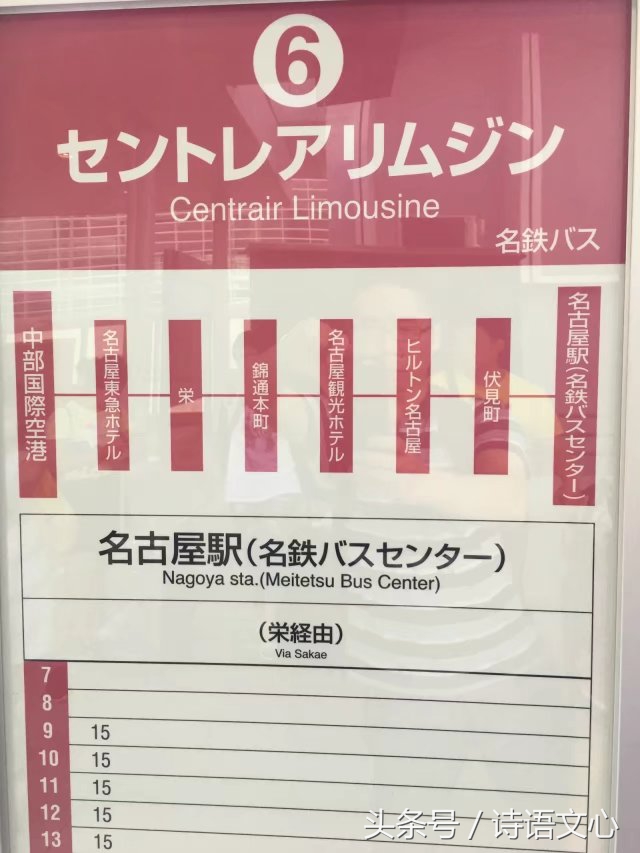 6
セントレアリムジン
Centrair Limousine
名鉄バス
中部国際空港
名古屋東急ホテル
栄
錦通本町
名古屋観光ホテル
ヒルトン名古屋
伏見町
名古屋駅(名鉄バスセンター)
名古屋駅(名鉄バスセンター)
Nagoya sta.(Meitetsu Bus Center)
(栄経由)
Via Sakae
7
8
9 15
10 15
11 15
12 15
13 15
头条号 / 诗语文心